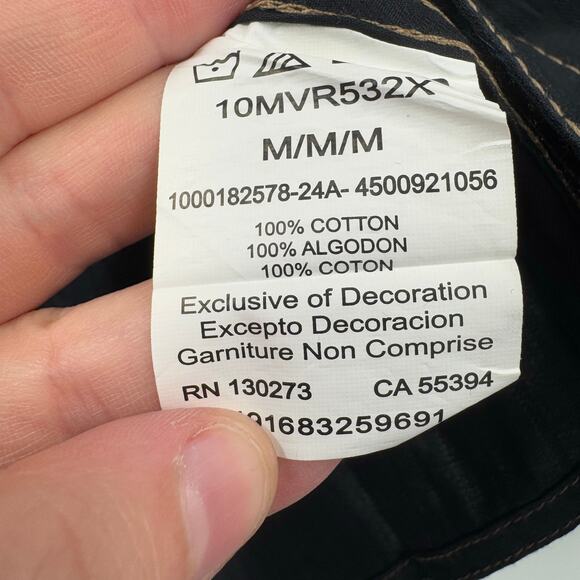 10MVR532X
M/M/M
1000182578-24A- 4500921056
100% COTTON
100% ALGODON
100% COTON
Exclusive of Decoration
Excepto Decoracion
Garniture Non Comprise
RN 130273 CA 55394
91683259691